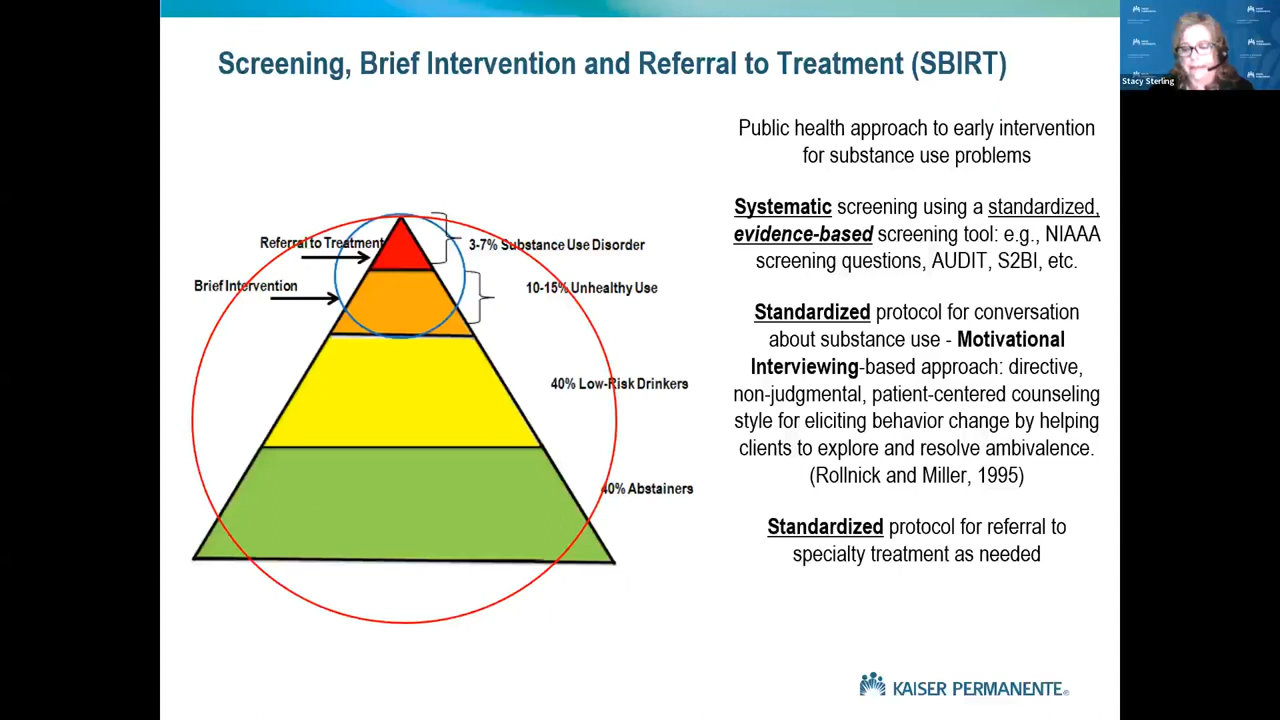 Screening, Brief Intervention and Referral to Treatment (SBIRT)
Stacy Sterling
Public health approach to early intervention
for substance use problems
Systematic screening using a standardized,
evidence-based screening tool: e.g., NIAAA
screening questions, AUDIT, S2BI, etc.
Standardized protocol for conversation
about substance use - Motivational
Interviewing-based approach: directive,
non-judgmental, patient-centered counseling
style for eliciting behavior change by helping
clients to explore and resolve ambivalence.
(Rollnick and Miller, 1995)
Standardized protocol for referral to
specialty treatment as needed
Referral to Treatment
3-7% Substance Use Disorder
Brief Intervention
10-15% Unhealthy Use
40% Low-Risk Drinkers
40% Abstainers
KAISER PERMANENTE®